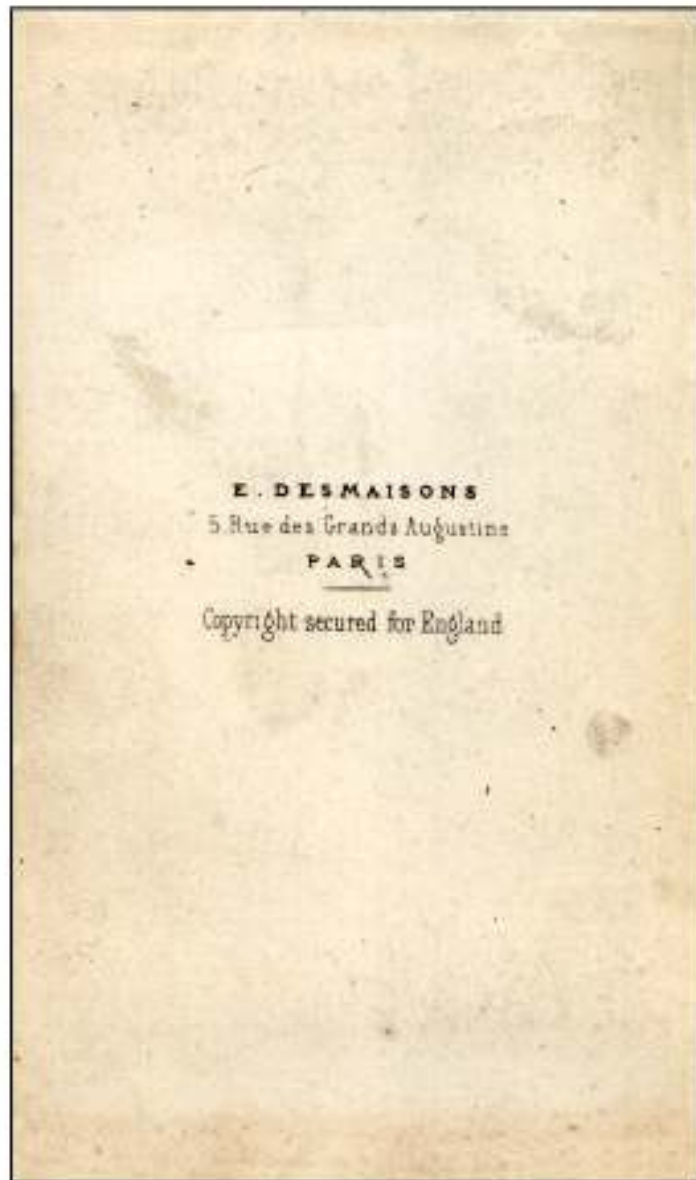 E. DESMAISONS
5 Rue des Grands Augustins
PARIS
Copyright secured for England